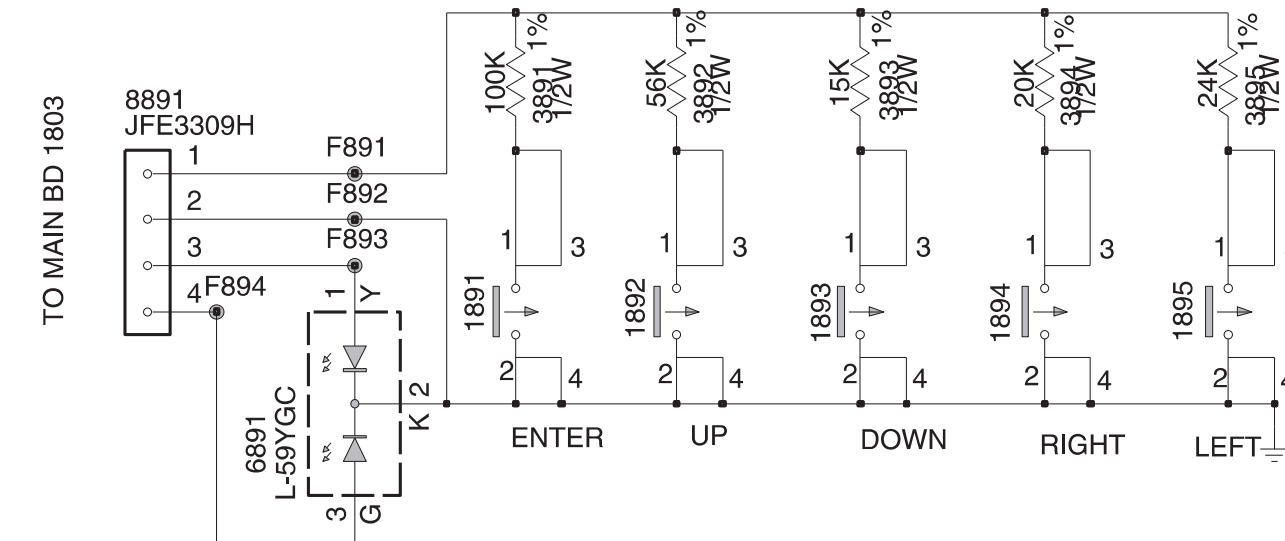 TO MAIN BD 1803
8891
JFE3309H
1
2
3
4
F891
F892
F893
F894
1
Y
K
2
3
G
6891
L-59YGC
100K
3891
1%
1/2W
1
3
1891
2
4
ENTER
56K
3892
1%
1/2W
1
3
1892
2
4
UP
15K
3893
1%
1/2W
1
3
1893
2
4
DOWN
20K
3894
1%
1/2W
1
3
1894
2
4
RIGHT
24K
3895
1%
1/2W
1
1895
2
4
LEFT